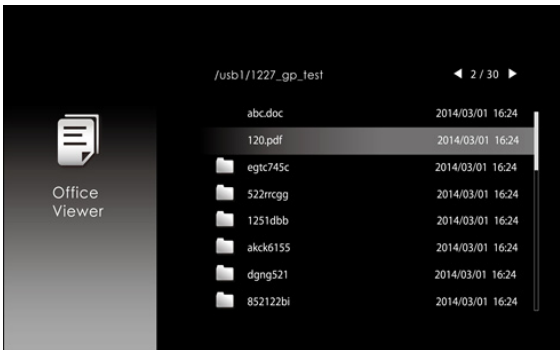 /usb1/1227_gp_test ◀ 2 / 30 ▶
abc.doc 2014/03/01 16:24
120.pdf 2014/03/01 16:24
egtc745c 2014/03/01 16:24
522rrcgg 2014/03/01 16:24
1251dbb 2014/03/01 16:24
akck6155 2014/03/01 16:24
dgng521 2014/03/01 16:24
852122bi 2014/03/01 16:24
Office
Viewer